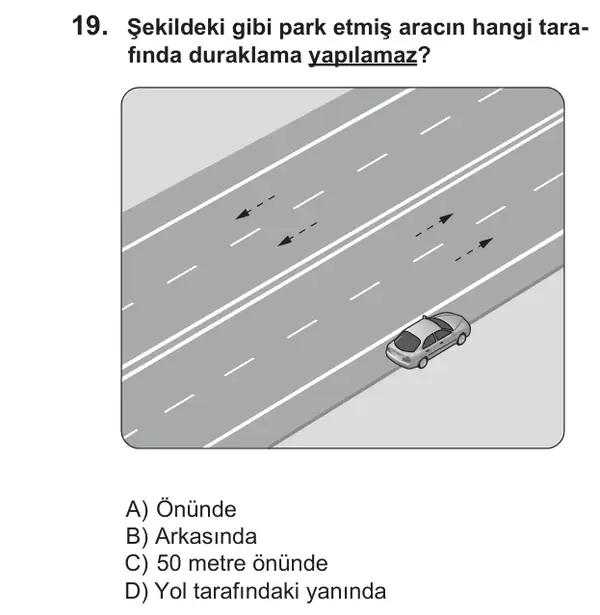 19. Şekildeki gibi park etmiş aracın hangi tara-
fında duraklama yapılamaz?
A) Önünde
B) Arkasında
C) 50 metre önünde
D) Yol tarafındaki yanında